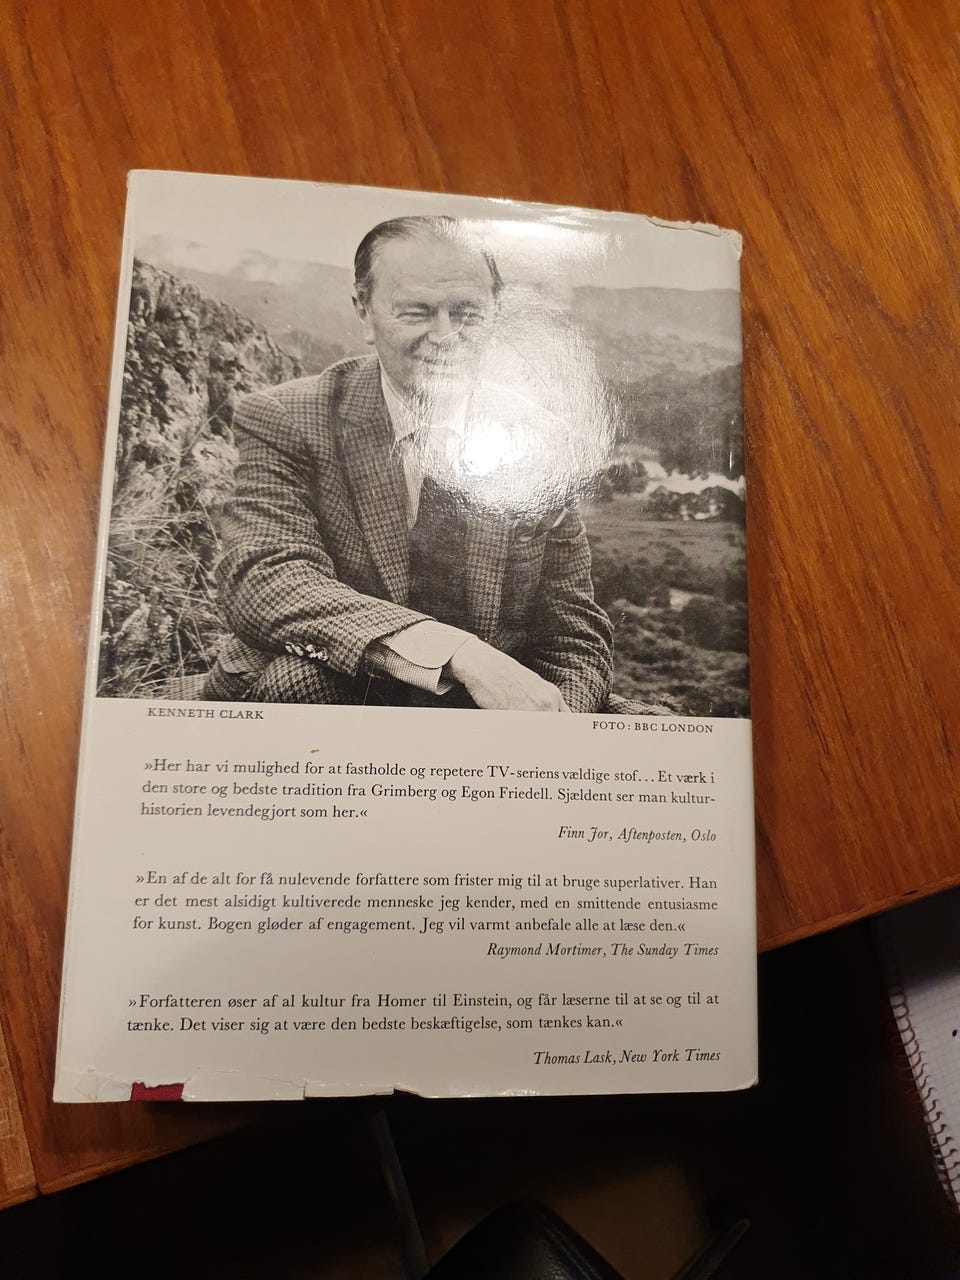 KENNETH CLARK
FOTO: BBC LONDON
»Her har vi mulighed for at fastholde og repetere TV-seriens vældige stof... Et værk i
den store og bedste tradition fra Grimberg og Egon Friedell. Sjældent ser man kultur-
historien levendegjort som her.«
Finn Jor, Aftenposten, Oslo
»En af de alt for få nulevende forfattere som frister mig til at bruge superlativer. Han
er det mest alsidigt kultiverede menneske jeg kender, med en smittende entusiasme
for kunst. Bogen gløder af engagement. Jeg vil varmt anbefale alle at læse den.«
Raymond Mortimer, The Sunday Times
»Forfatteren øser af al kultur fra Homer til Einstein, og får læserne til at se og til at
tænke. Det viser sig at være den bedste beskæftigelse, som tænkes kan.«
Thomas Lask, New York Times